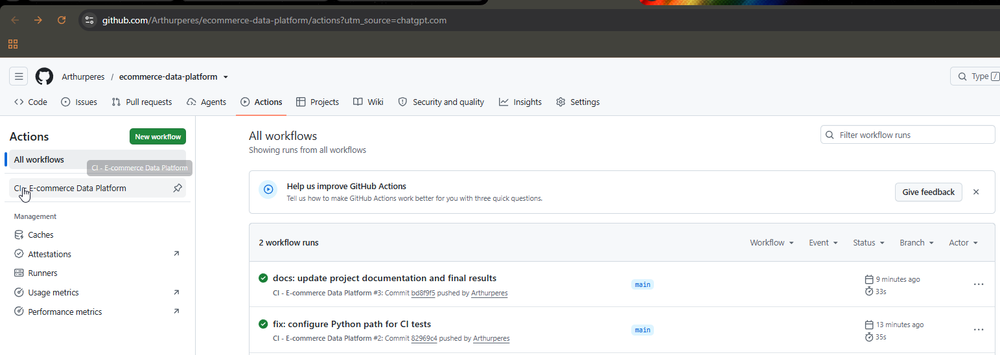 github.com/Arthurperes/ecommerce-data-platform/actions?utm_source=chatgpt.com
Arthurperes / ecommerce-data-platform
Type /
Code Issues Pull requests Agents Actions Projects Wiki Security and quality Insights Settings
Actions
New workflow
All workflows
CI - E-commerce Data Platform
CI - E-commerce Data Platform
Management
Caches
Attestations
Runners
Usage metrics
Performance metrics
All workflows
Showing runs from all workflows
Filter workflow runs
Help us improve GitHub Actions
Tell us how to make GitHub Actions work better for you with three quick questions.
Give feedback
2 workflow runs
Workflow Event Status Branch Actor
docs: update project documentation and final results
CI - E-commerce Data Platform #3: Commit bd8f9f5 pushed by Arthurperes
main
9 minutes ago
33s
fix: configure Python path for CI tests
CI - E-commerce Data Platform #2: Commit 82969c4 pushed by Arthurperes
main
13 minutes ago
35s